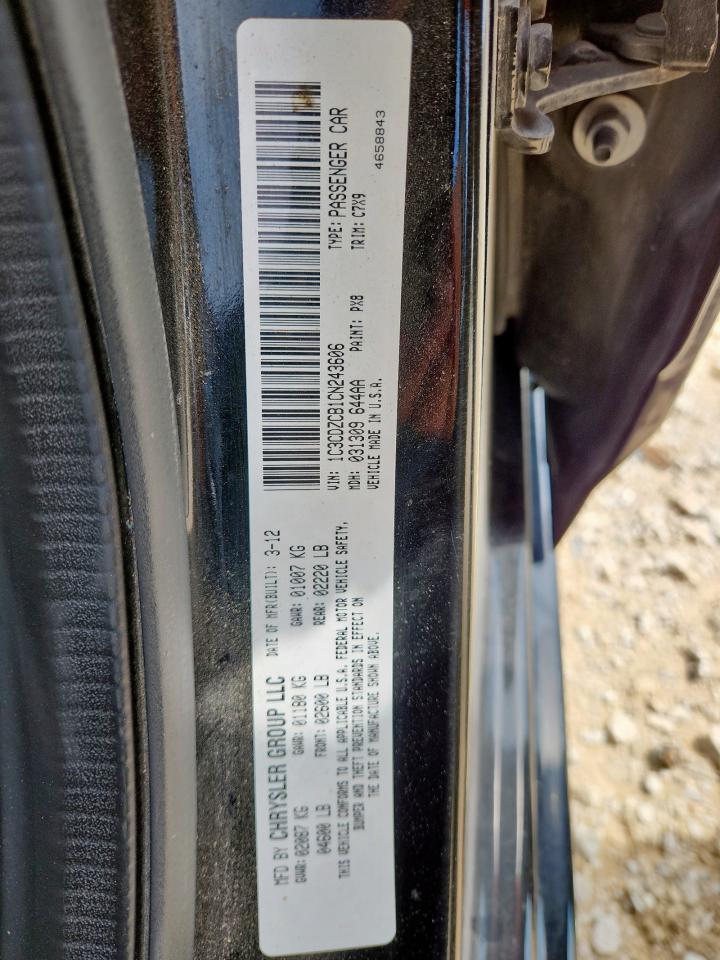 MFD BY CHRYSLER GROUP LLC DATE OF MFR(BUILT): 3-12
GVWR: 02087 KG GAWR: 01180 KG GAWR: 01007 KG
04600 LB FRONT: 02600 LB REAR: 02220 LB
THIS VEHICLE CONFORMS TO ALL APPLICABLE U.S.A. FEDERAL MOTOR VEHICLE SAFETY,
BUMPER AND THEFT PREVENTION STANDARDS IN EFFECT ON
THE DATE OF MANUFACTURE SHOWN ABOVE.
VIN: 1C3CDZCB1CN243606 TYPE: PASSENGER CAR
MDH: 031309 644AA PAINT: PX8 TRIM: C7X9
VEHICLE MADE IN U.S.A.
4658843